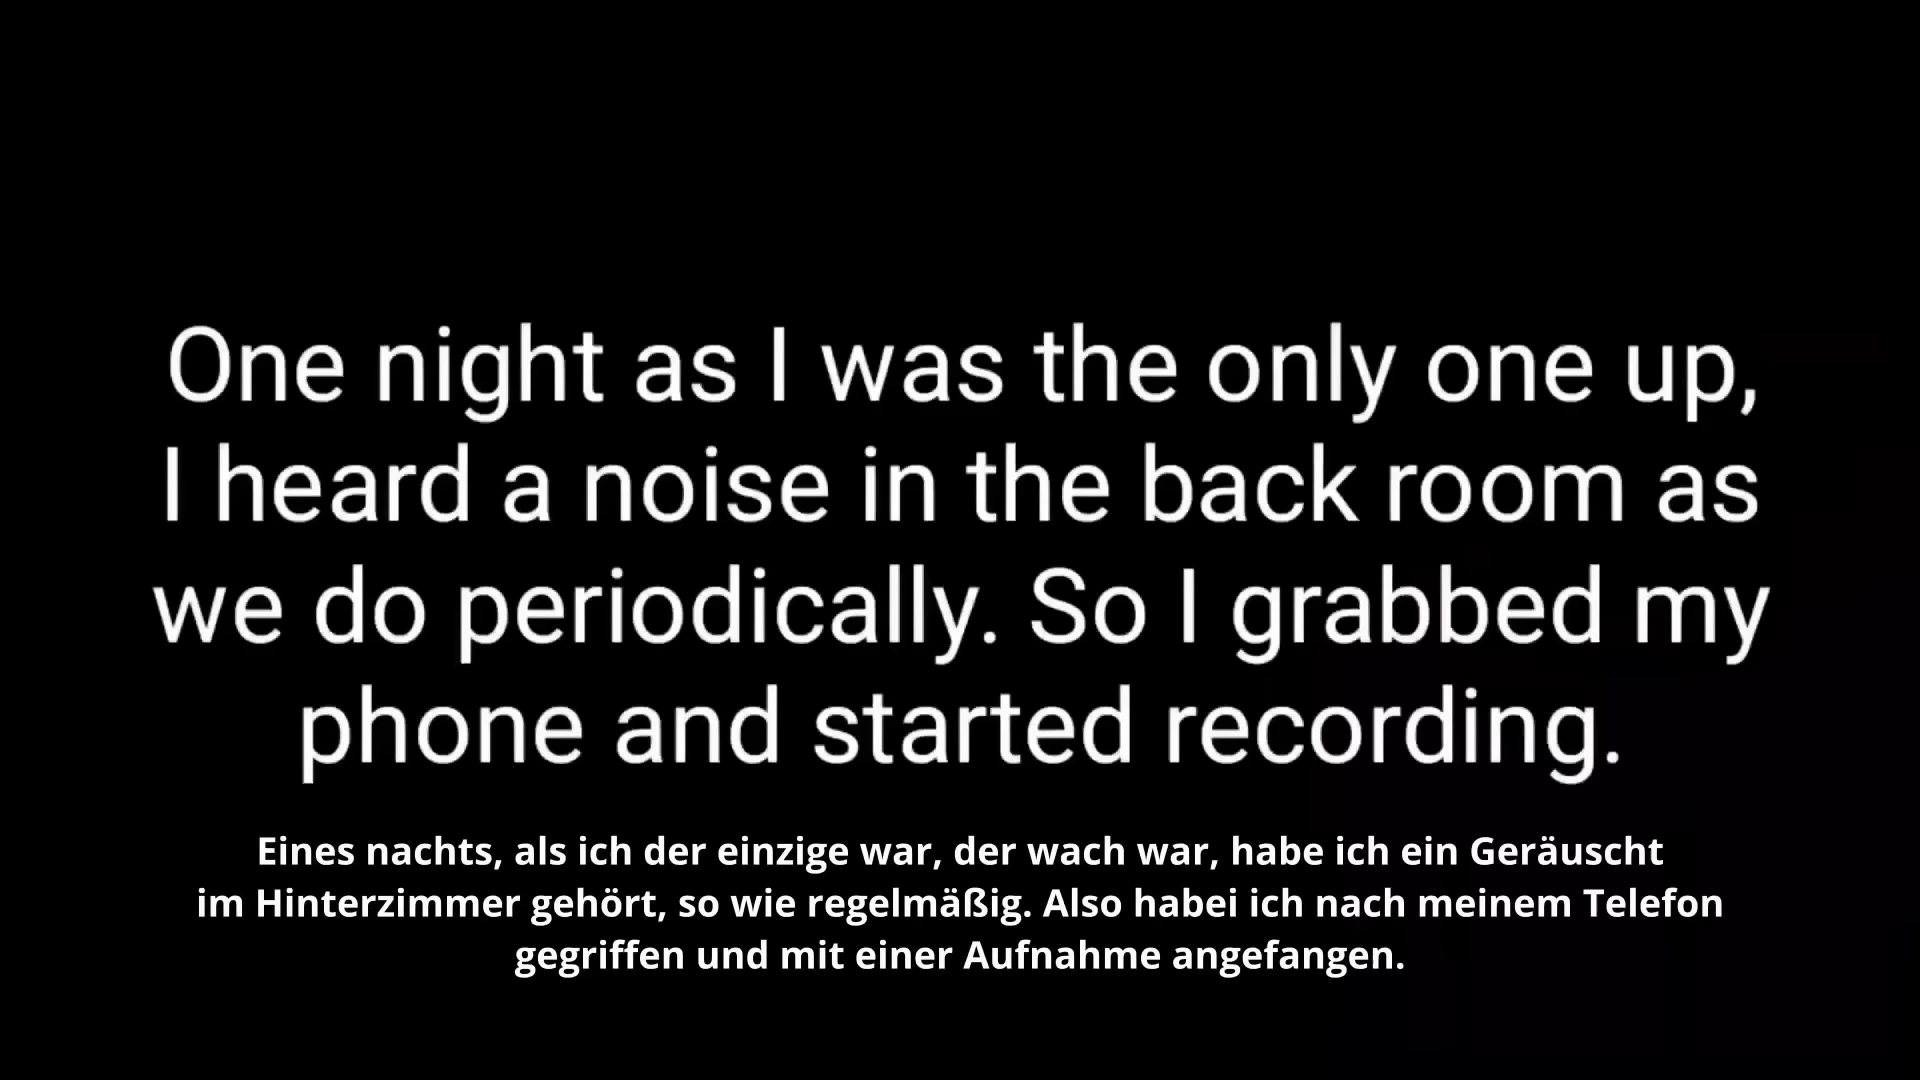 One night as I was the only one up,
I heard a noise in the back room as
we do periodically. So I grabbed my
phone and started recording.
Eines nachts, als ich der einzige war, der wach war, habe ich ein Geräuscht
im Hinterzimmer gehört, so wie regelmäßig. Also habei ich nach meinem Telefon
gegriffen und mit einer Aufnahme angefangen.